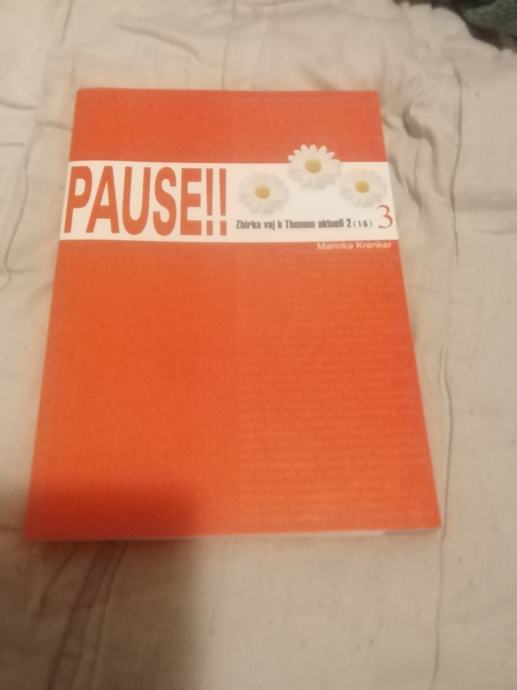 PAUSE!!
Zbirka vaj k Themen aktuell 2 (1-5) 3
Marinka Krenker